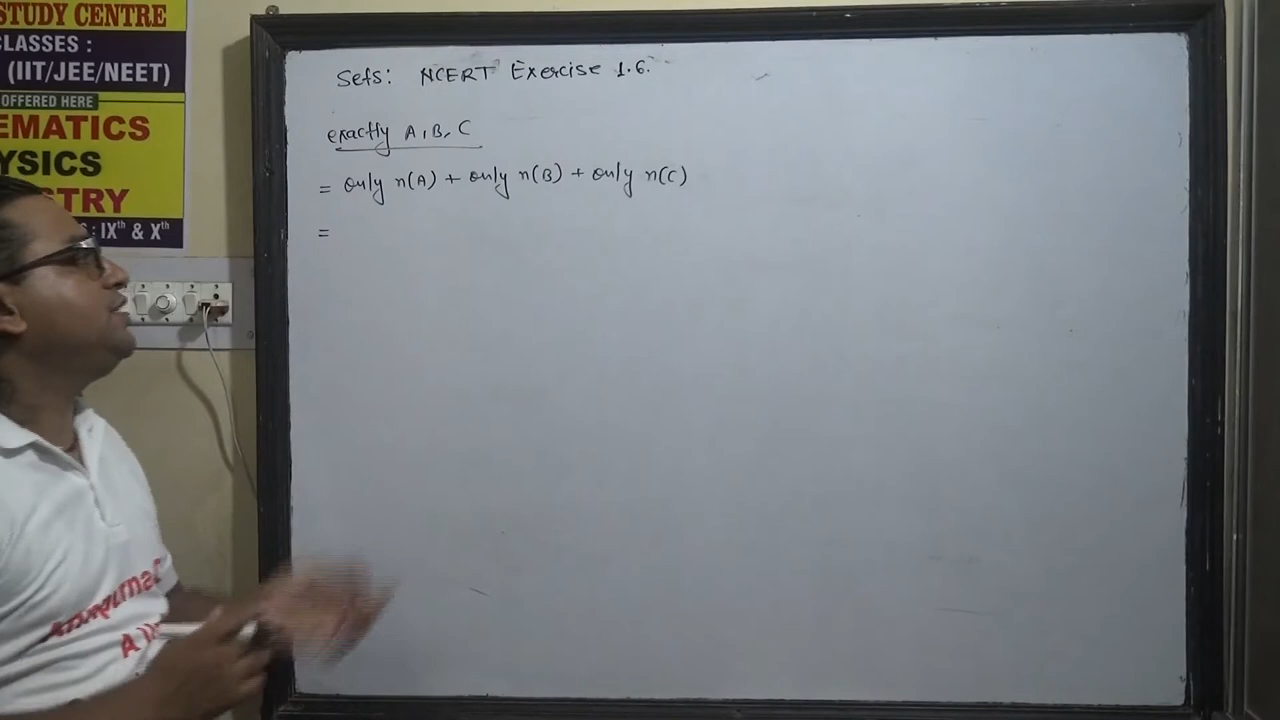 STUDY CENTRE
CLASSES :
(IIT/JEE/NEET)
OFFERED HERE
EMATICS
YSICS
STRY
: IXth & Xth
Sets: NCERT Exercise 1.6.
exactly A, B, C
= only n(A) + only n(B) + only n(C)
=